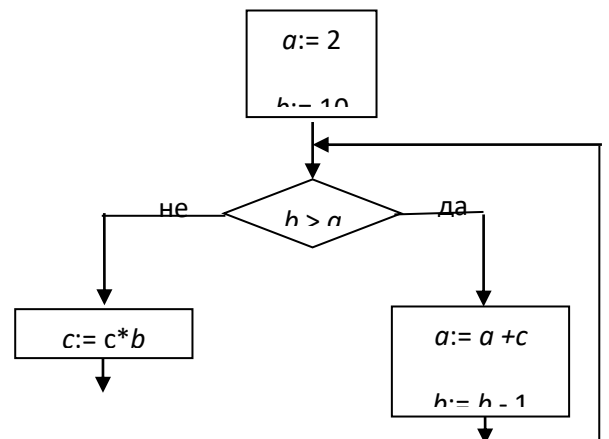 a:= 2
b:= 10
b > a
не
да
c:= c*b
a:= a +c
b:= b - 1